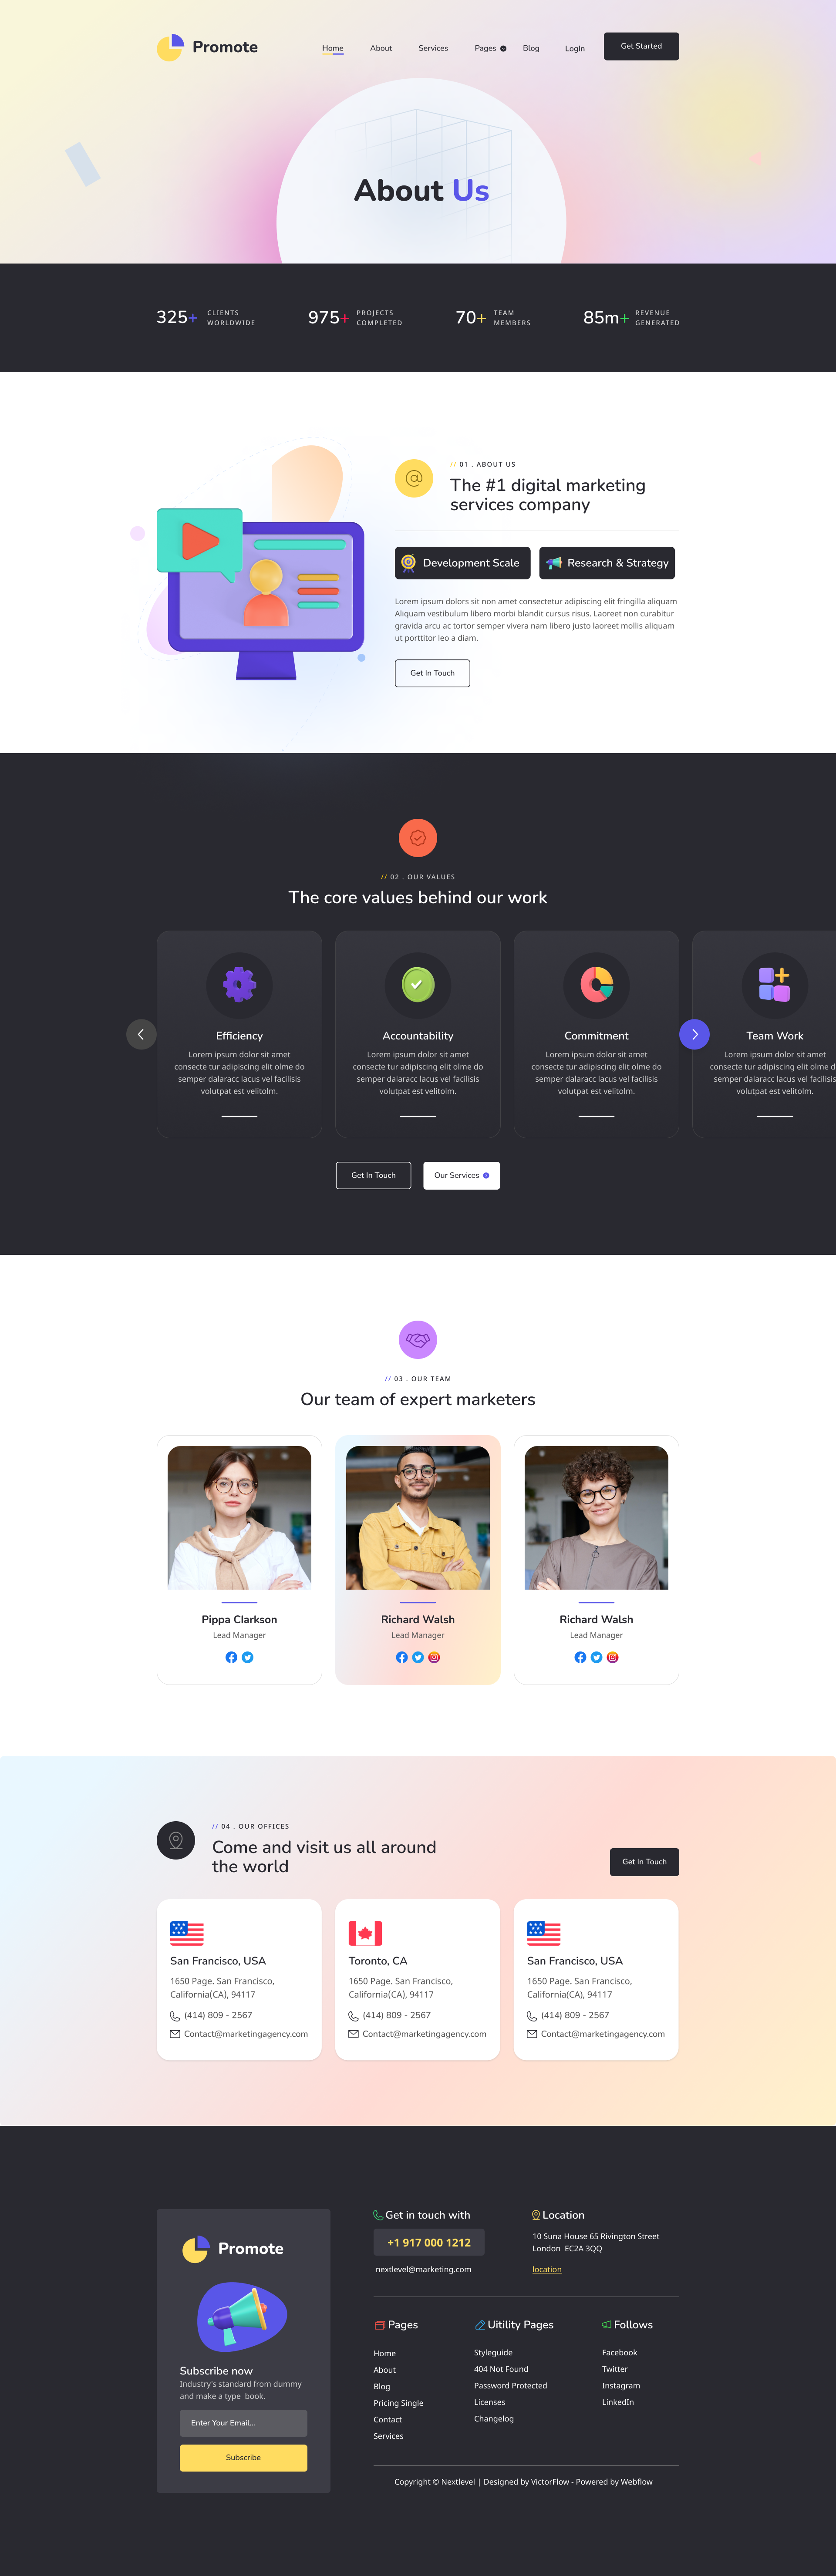 Promote
Home
About
Services
Pages
Blog
LogIn
Get Started
About Us
325+
CLIENTS
WORLDWIDE
975+
PROJECTS
COMPLETED
70+
TEAM
MEMBERS
85m+
REVENUE
GENERATED
// 01 . ABOUT US
The #1 digital marketing
services company
Development Scale
Research & Strategy
Lorem ipsum dolors sit non amet consectetur adipiscing elit fringilla aliquam
Aliquam vestibulum libero morbi blandit cursus risus. Laoreet non curabitur
gravida arcu ac tortor semper vivera nam libero justo laoreet mollis aliquam
ut porttitor leo a diam.
Get In Touch
// 02 . OUR VALUES
The core values behind our work
Efficiency
Lorem ipsum dolor sit amet
consecte tur adipiscing elit olme do
semper dalaracc lacus vel facilisis
volutpat est velitolm.
Accountability
Lorem ipsum dolor sit amet
consecte tur adipiscing elit olme do
semper dalaracc lacus vel facilisis
volutpat est velitolm.
Commitment
Lorem ipsum dolor sit amet
consecte tur adipiscing elit olme do
semper dalaracc lacus vel facilisis
volutpat est velitolm.
Team Work
Lorem ipsum dolor sit amet
consecte tur adipiscing elit olme d
semper dalaracc lacus vel facilisis
volutpat est velitolm.
Get In Touch
Our Services
// 03 . OUR TEAM
Our team of expert marketers
Pippa Clarkson
Lead Manager
Richard Walsh
Lead Manager
Richard Walsh
Lead Manager
// 04 . OUR OFFICES
Come and visit us all around
the world
Get In Touch
San Francisco, USA
1650 Page. San Francisco,
California(CA), 94117
(414) 809 - 2567
Contact@marketingagency.com
Toronto, CA
1650 Page. San Francisco,
California(CA), 94117
(414) 809 - 2567
Contact@marketingagency.com
San Francisco, USA
1650 Page. San Francisco,
California(CA), 94117
(414) 809 - 2567
Contact@marketingagency.com
Promote
Subscribe now
Industry's standard from dummy
and make a type book.
Enter Your Email...
Subscribe
Get in touch with
+1 917 000 1212
nextlevel@marketing.com
Location
10 Suna House 65 Rivington Street
London EC2A 3QQ
location
Pages
Home
About
Blog
Pricing Single
Contact
Services
Uitility Pages
Styleguide
404 Not Found
Password Protected
Licenses
Changelog
Follows
Facebook
Twitter
Instagram
LinkedIn
Copyright © Nextlevel | Designed by VictorFlow - Powered by Webflow